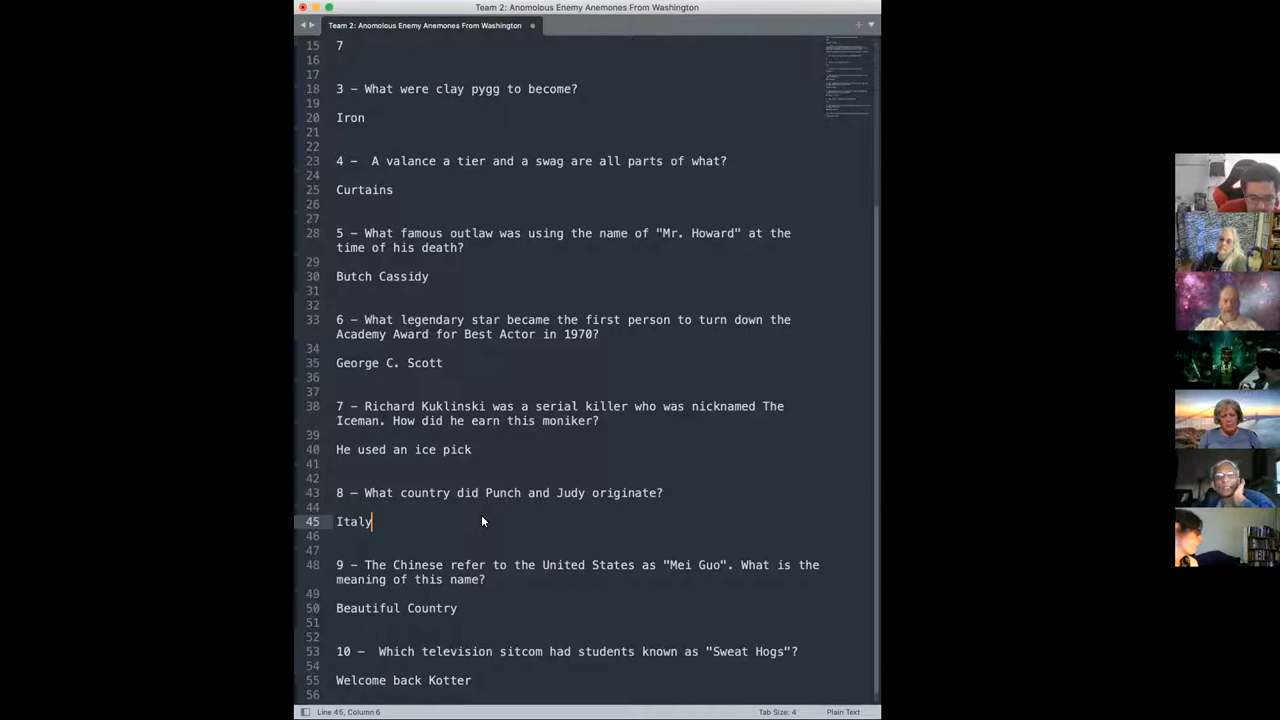 Team 2: Anomolous Enemy Anemones From Washington
Team 2: Anomolous Enemy Anemones From Washington
15 7
16
17
18 3 – What were clay pygg to become?
19
20 Iron
21
22
23 4 –  A valance a tier and a swag are all parts of what?
24
25 Curtains
26
27
28 5 – What famous outlaw was using the name of "Mr. Howard" at the
time of his death?
29
30 Butch Cassidy
31
32
33 6 – What legendary star became the first person to turn down the
Academy Award for Best Actor in 1970?
34
35 George C. Scott
36
37
38 7 – Richard Kuklinski was a serial killer who was nicknamed The
Iceman. How did he earn this moniker?
39
40 He used an ice pick
41
42
43 8 – What country did Punch and Judy originate?
44
45 Italy
46
47
48 9 – The Chinese refer to the United States as "Mei Guo". What is the
meaning of this name?
49
50 Beautiful Country
51
52
53 10 –  Which television sitcom had students known as "Sweat Hogs"?
54
55 Welcome back Kotter
56
Line 45, Column 6 Tab Size: 4 Plain Text